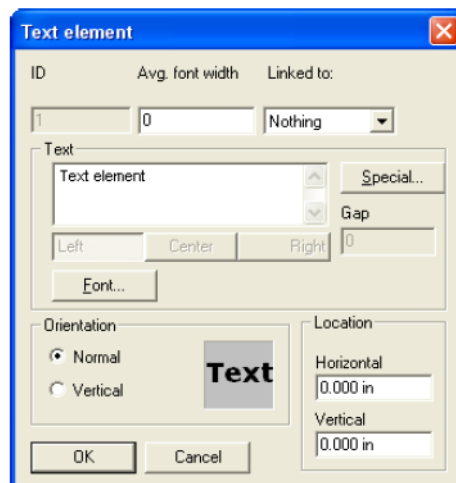 Text element
ID Avg. font width Linked to:
1 0 Nothing
Text
Text element
Special...
Gap
Left Center Right 0
Font...
Orientation
Location
Normal
Text
Horizontal
0.000 in
Vertical
Vertical
0.000 in
OK Cancel